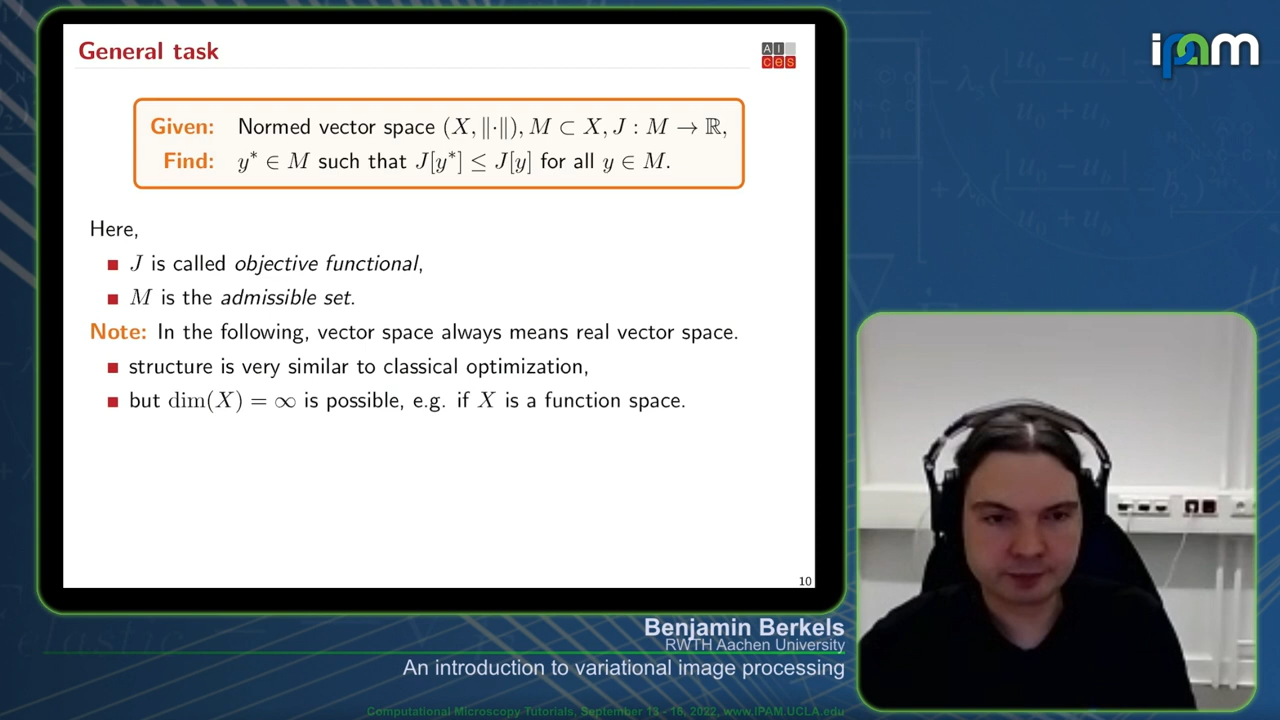 General task
AI
ces
ipam
Given: Normed vector space (X, ∥·∥), M ⊂ X, J : M → ℝ,
Find: y* ∈ M such that J[y*] ≤ J[y] for all y ∈ M.
Here,
■ J is called objective functional,
■ M is the admissible set.
Note: In the following, vector space always means real vector space.
■ structure is very similar to classical optimization,
■ but dim(X) = ∞ is possible, e.g. if X is a function space.
10
Benjamin Berkels
RWTH Aachen University
An introduction to variational image processing
Computational Microscopy Tutorials, September 13 - 16, 2022, www.IPAM.UCLA.edu